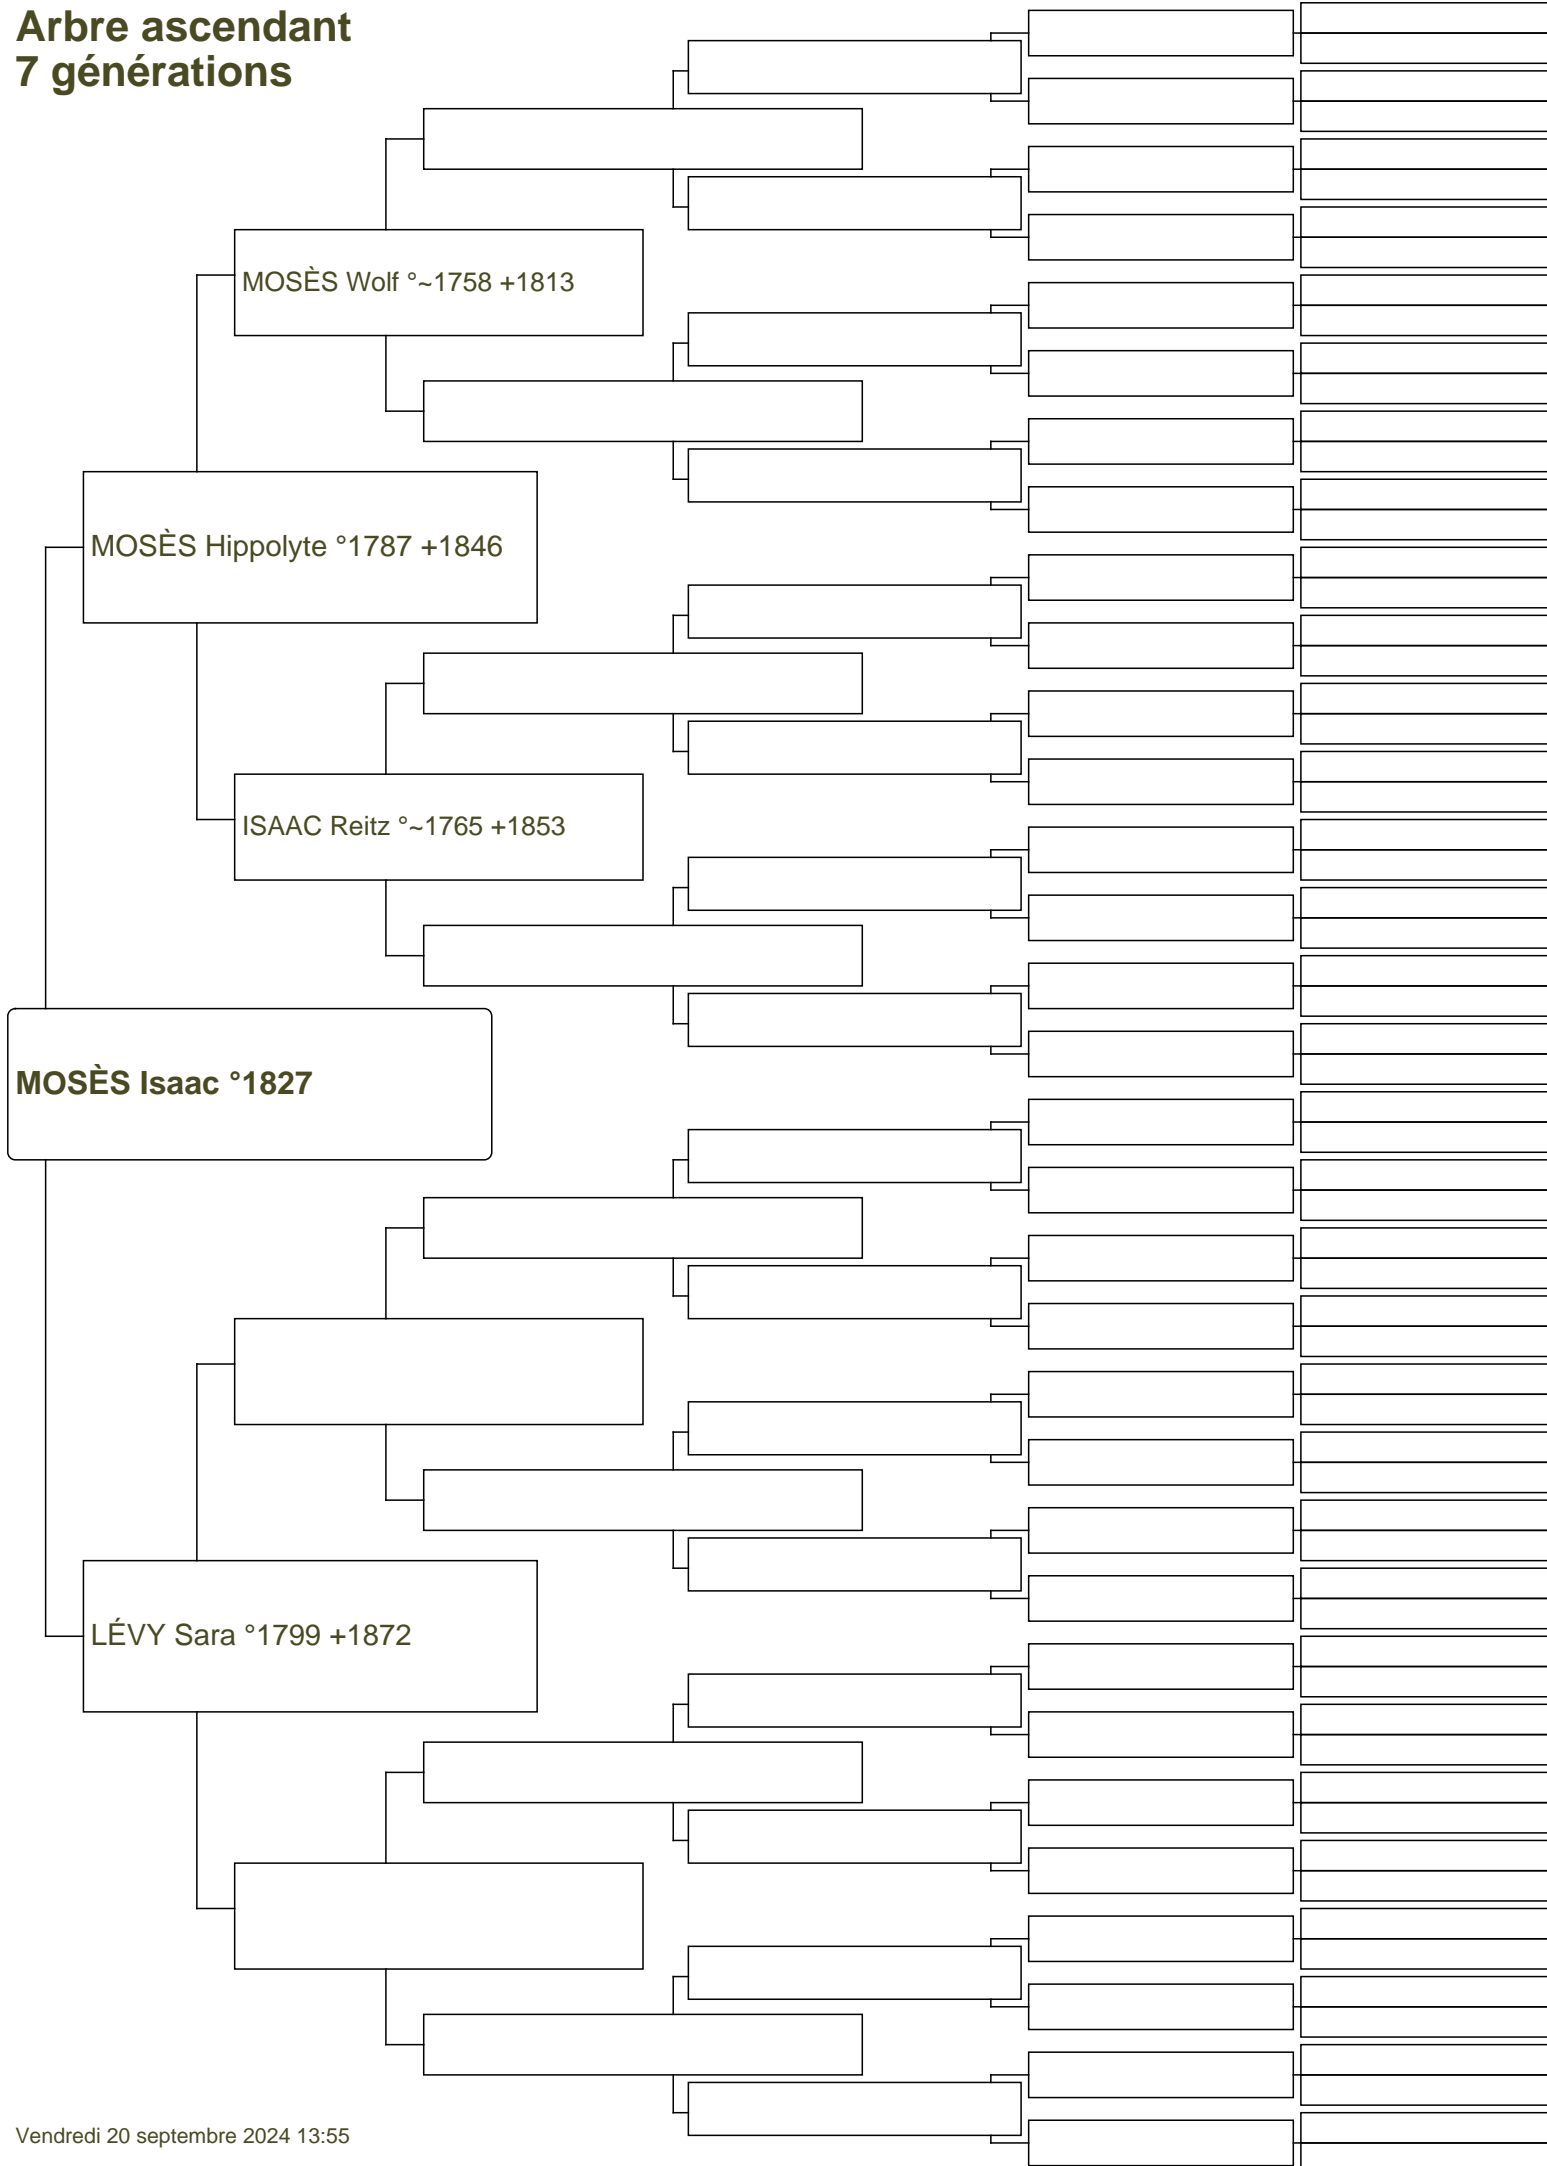 Arbre ascendant
7 générations
MOSÈS Wolf °~1758 +1813
MOSÈS Hippolyte °1787 +1846
ISAAC Reitz °~1765 +1853
MOSÈS Isaac °1827
LÉVY Sara °1799 +1872
Vendredi 20 septembre 2024 13:55